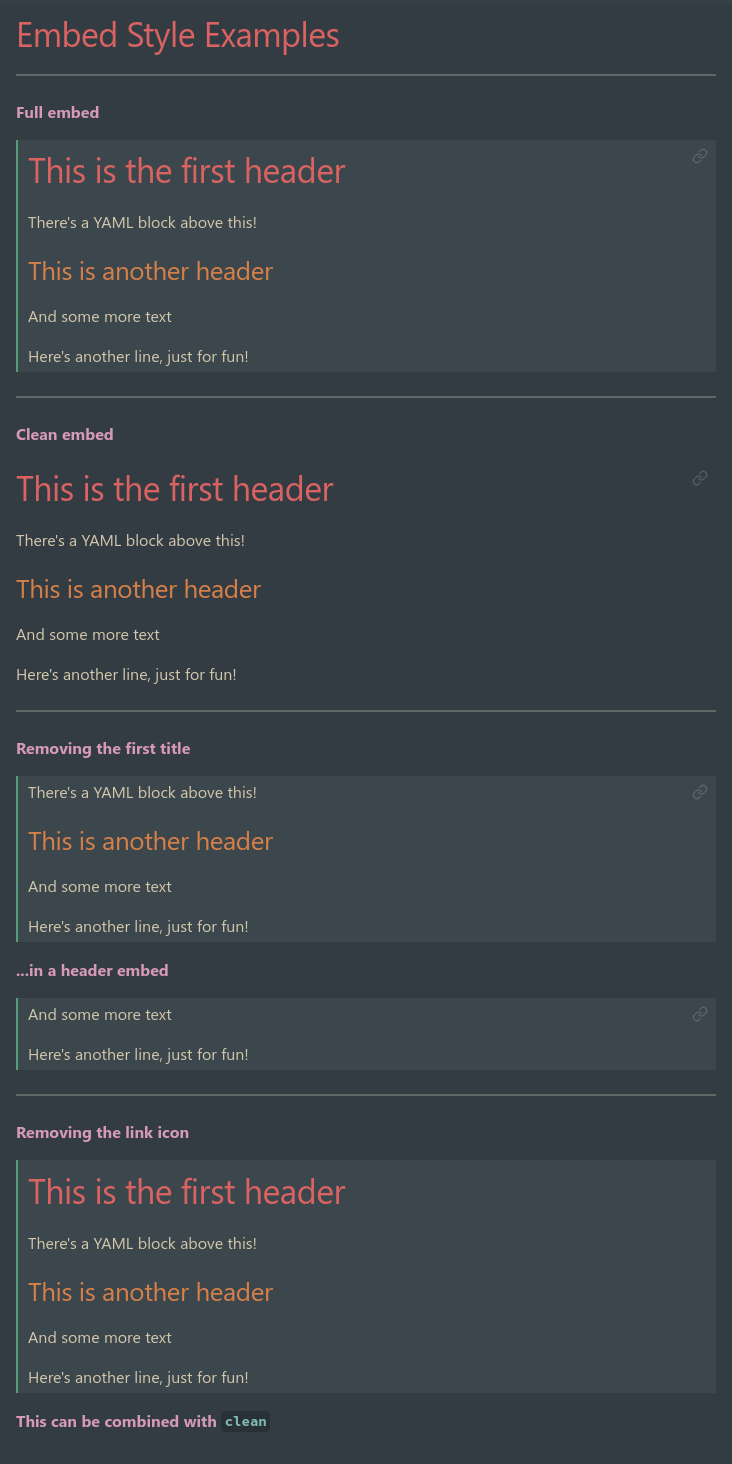 Embed Style Examples
Full embed
This is the first header
There's a YAML block above this!
This is another header
And some more text
Here's another line, just for fun!
Clean embed
This is the first header
There's a YAML block above this!
This is another header
And some more text
Here's another line, just for fun!
Removing the first title
There's a YAML block above this!
This is another header
And some more text
Here's another line, just for fun!
...in a header embed
And some more text
Here's another line, just for fun!
Removing the link icon
This is the first header
There's a YAML block above this!
This is another header
And some more text
Here's another line, just for fun!
This can be combined with clean